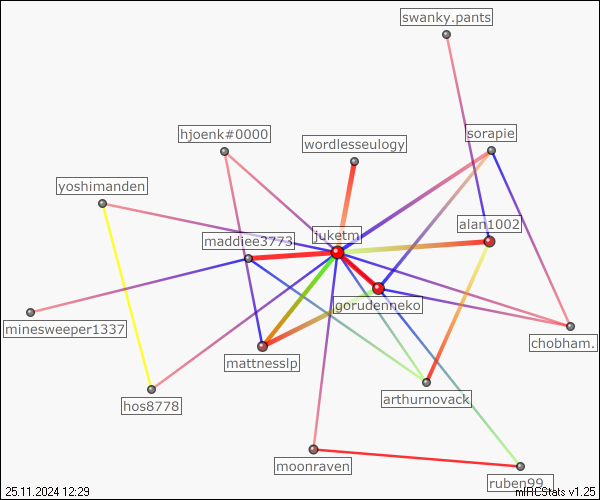 swanky.pants
hjoenk#0000
wordlesseulogy
sorapie
yoshimanden
alan1002
juketm
maddiee3773
gorudenneko
minesweeper1337
chobham.
mattnesslp
arthurnovack
hos8778
moonraven
ruben99_
25.11.2024 12:29
mIRCStats v1.25